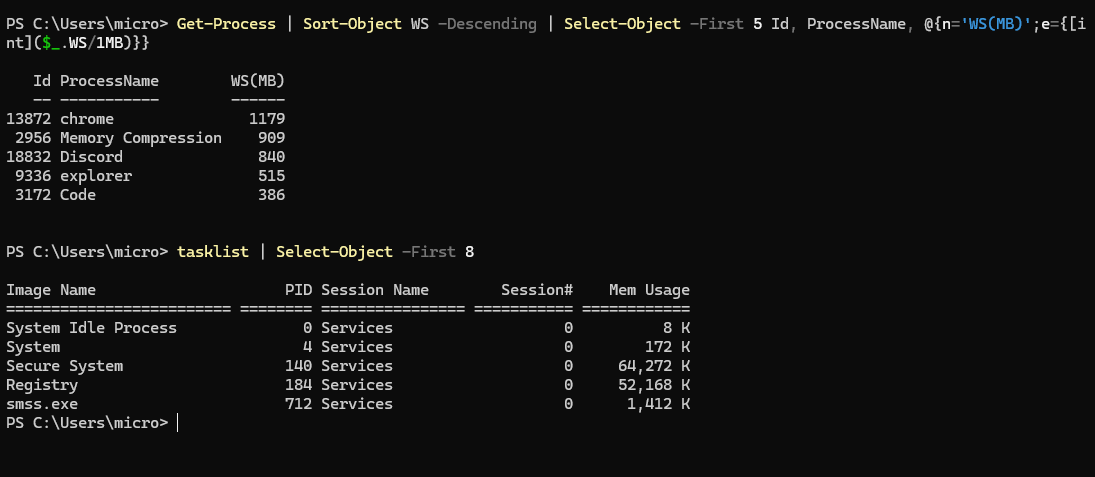 PS C:\Users\micro> Get-Process | Sort-Object WS -Descending | Select-Object -First 5 Id, ProcessName, @{n='WS(MB)';e={[i
nt]($_.WS/1MB)}}

   Id ProcessName        WS(MB)
   -- -----------        ------
13872 chrome               1179
 2956 Memory Compression    909
18832 Discord               840
 9336 explorer              515
 3172 Code                  386


PS C:\Users\micro> tasklist | Select-Object -First 8

Image Name                     PID Session Name        Session#    Mem Usage
========================= ======== ================ =========== ============
System Idle Process              0 Services                   0          8 K
System                           4 Services                   0        172 K
Secure System                  140 Services                   0     64,272 K
Registry                       184 Services                   0     52,168 K
smss.exe                       712 Services                   0      1,412 K
PS C:\Users\micro>